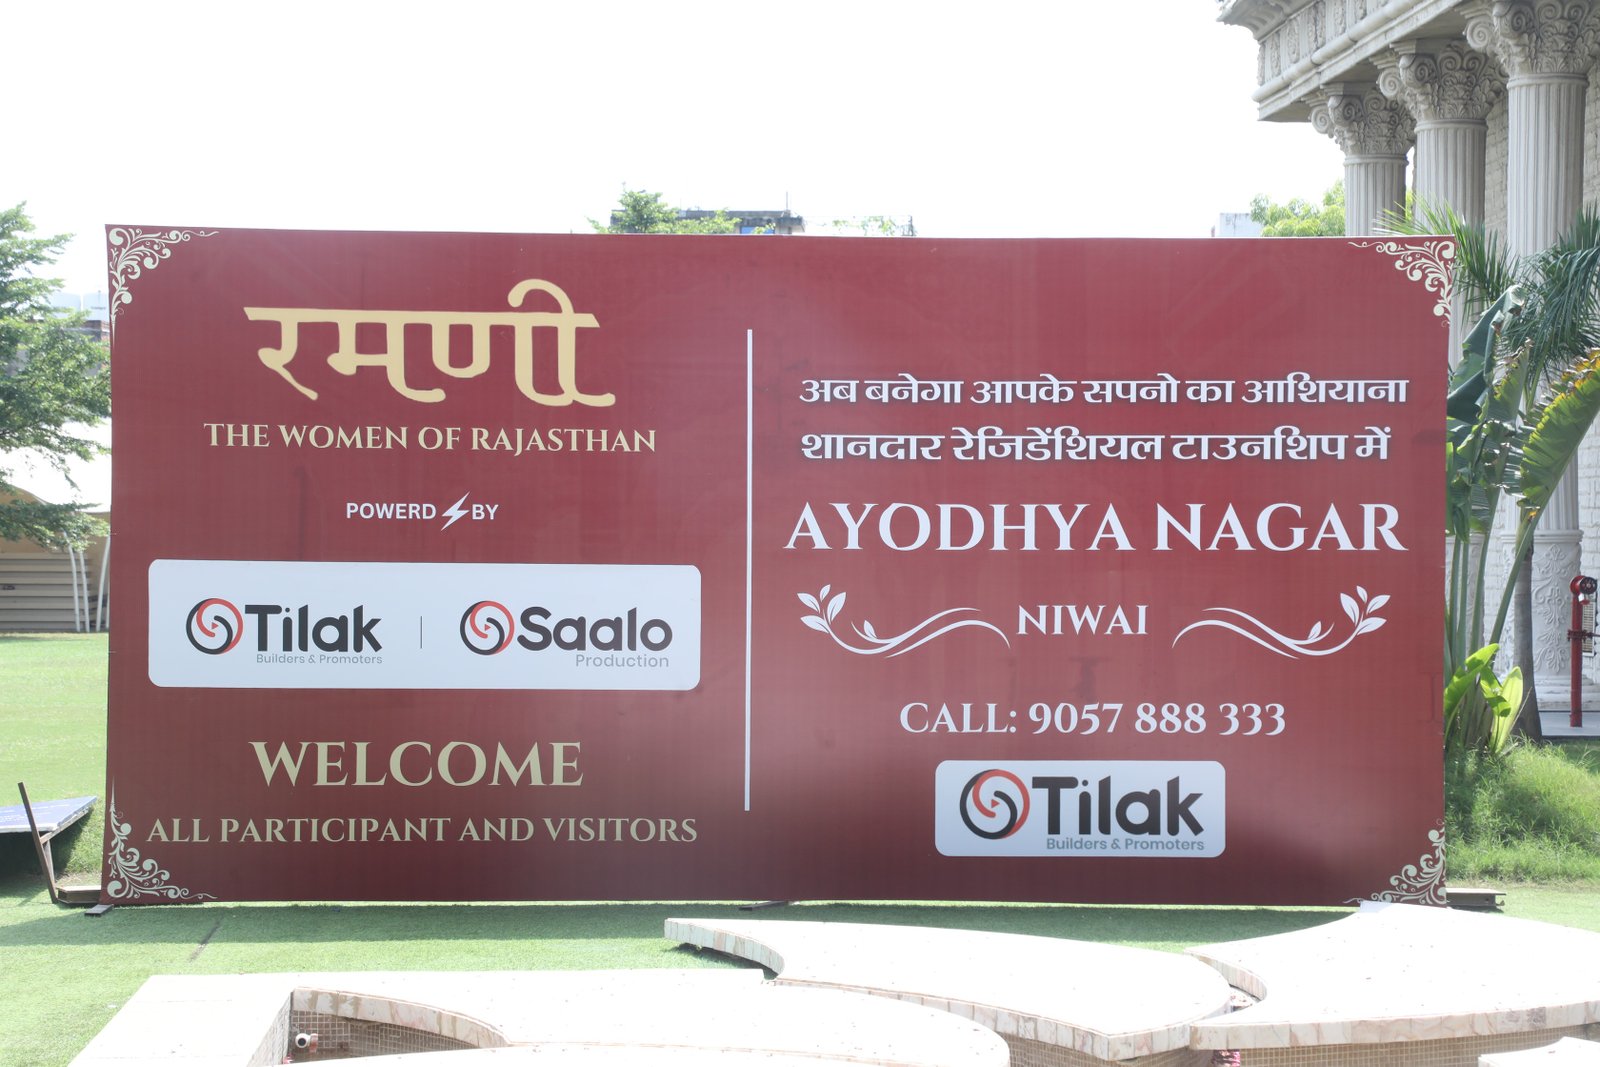 रमणी
THE WOMEN OF RAJASTHAN
POWERD BY
Tilak
Builders & Promoters
Saalo
Production
WELCOME
ALL PARTICIPANT AND VISITORS
अब बनेगा आपके सपनो का आशियाना
शानदार रेजिडेंशियल टाउनशिप में
AYODHYA NAGAR
NIWAI
CALL: 9057 888 333
Tilak
Builders & Promoters